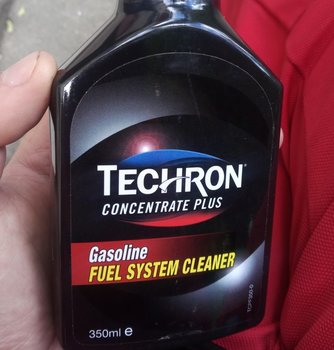 TECHRON
CONCENTRATE PLUS
Gasoline
FUEL SYSTEM CLEANER
350ml e